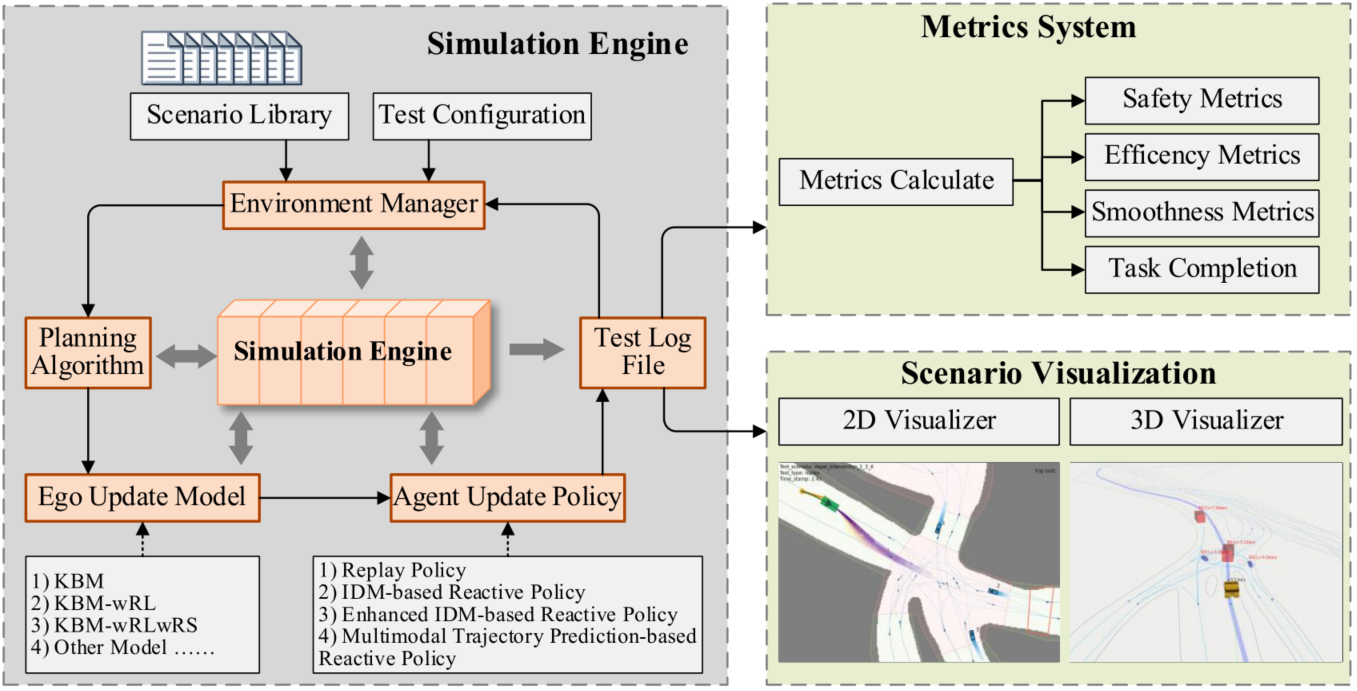 Simulation Engine
Scenario Library
Test Configuration
Environment Manager
Planning
Algorithm
Simulation Engine
Test Log
File
Ego Update Model
Agent Update Policy
1) KBM
2) KBM-wRL
3) KBM-wRLwRS
4) Other Model ……
1) Replay Policy
2) IDM-based Reactive Policy
3) Enhanced IDM-based Reactive Policy
4) Multimodal Trajectory Prediction-based
Reactive Policy
Metrics System
Metrics Calculate
Safety Metrics
Efficency Metrics
Smoothness Metrics
Task Completion
Scenario Visualization
2D Visualizer
3D Visualizer
Test_type: replay